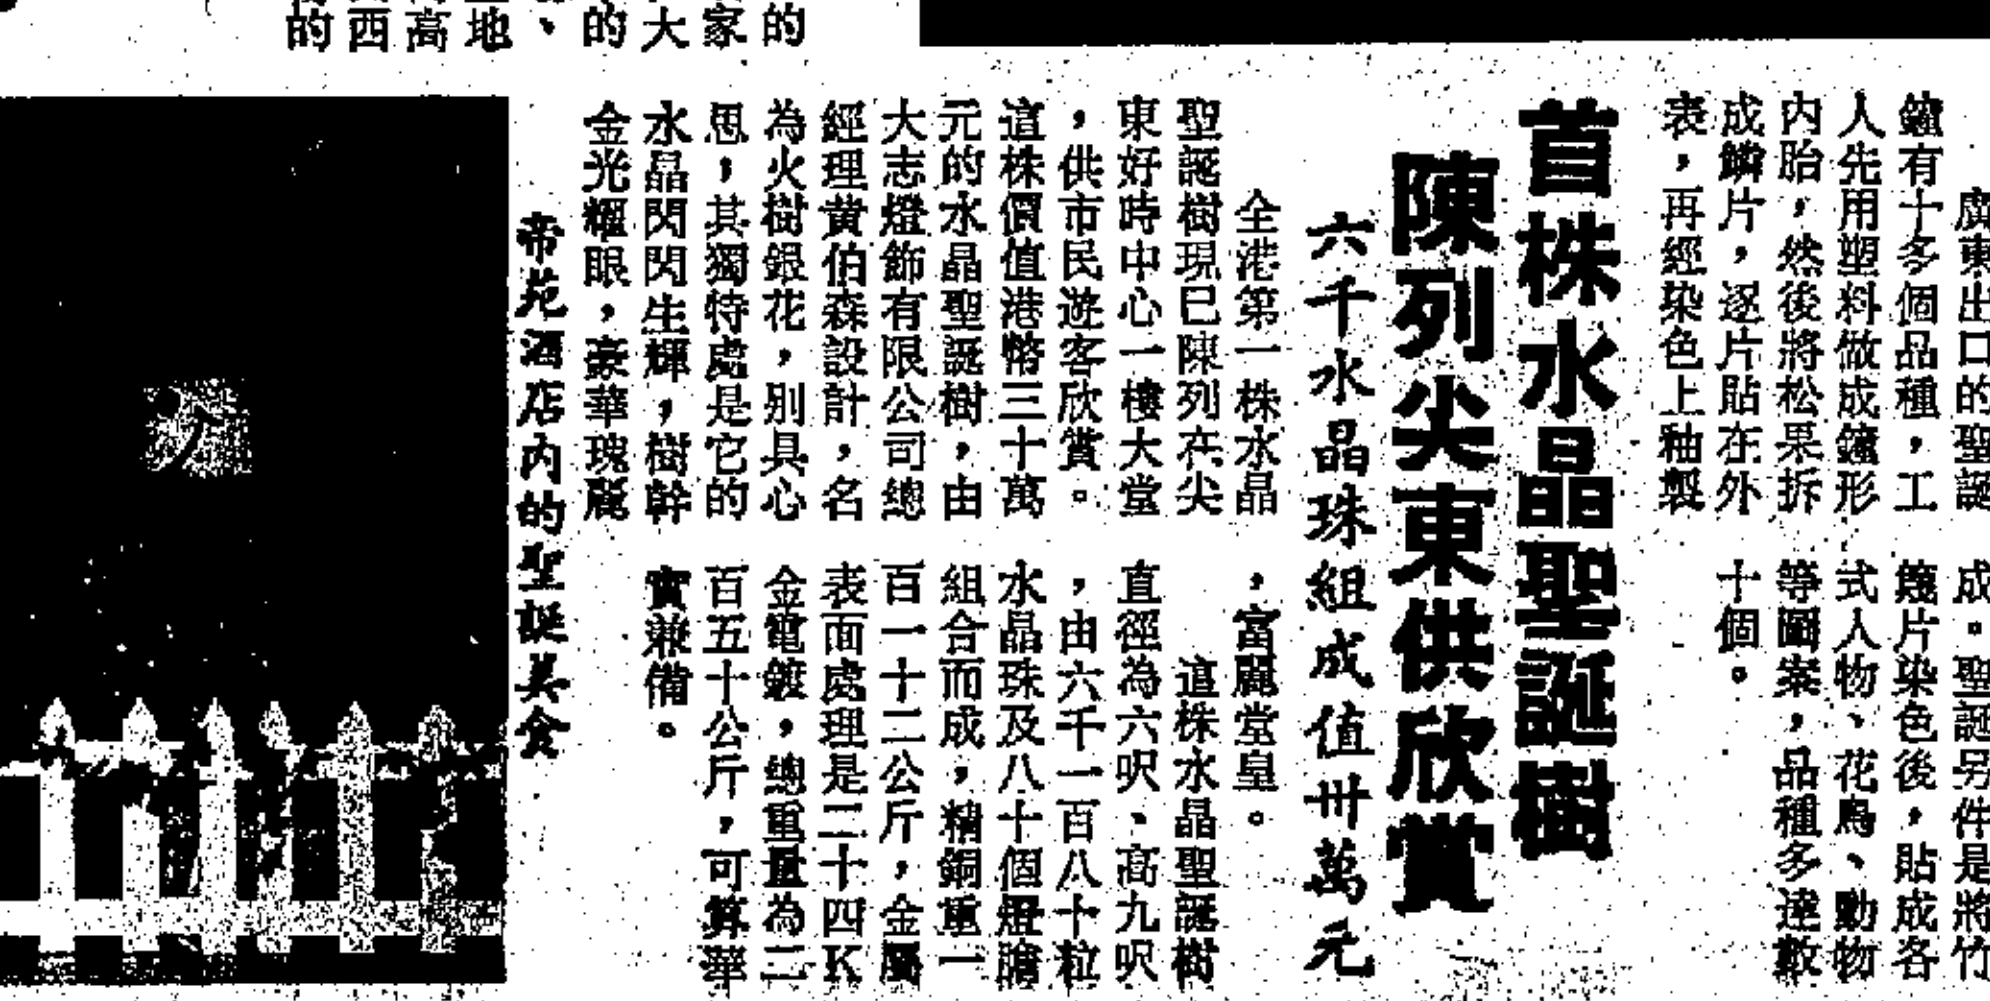 廣東出口的聖誕
鐘有十多個品種，工
人先用塑料做成鐘形
內胎，然後將松果拆
成鱗片，逐片貼在外
表，再經染色上釉製
成。聖誕另件是將竹
篾片染色後，貼成各
式人物、花鳥、動物
等圖案，品種多達數
十個。
首株水晶聖誕樹
陳列尖東供欣賞
六千水晶珠組成值卅萬元
全港第一株水晶
聖誕樹現已陳列在尖
東好時中心一樓大堂
，供市民遊客欣賞。
這株價值港幣三十萬
元的水晶聖誕樹，由
大志燈飾有限公司總
經理黄伯森設計，名
為火樹銀花，別具心
思，其獨特處是它的
水晶閃閃生輝，樹幹
金光耀眼，豪華瑰麗
，富麗堂皇。
這株水晶聖誕樹
直徑為六呎、高九呎
，由六千一百八十粒
水晶珠及八十個燈膽
組合而成，精銅重一
百一十二公斤，金屬
表面處理是二十四K
金電鍍，總重量為二
百五十公斤，可算華
實兼備。
帝苑酒店內的聖誕美食
的
家
大
的
、
地
高
西
的